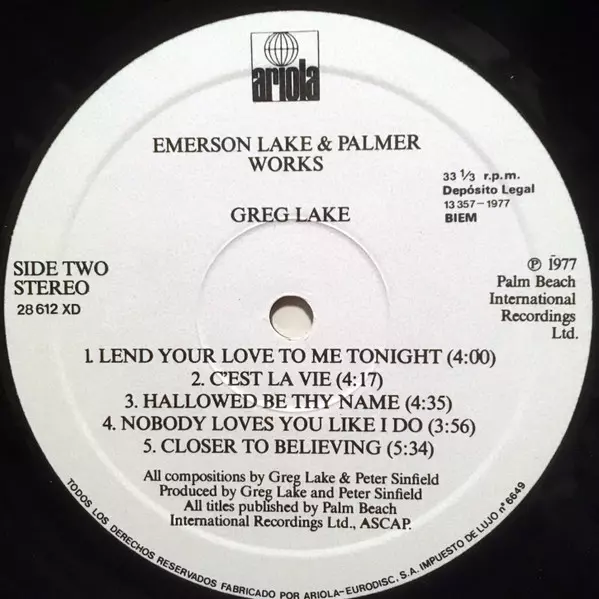 ariola
EMERSON LAKE & PALMER
WORKS
33 ⅓ r.p.m.
Depósito Legal
13 357-1977
BIEM
GREG LAKE
SIDE TWO
STEREO
28 612 XD
℗ 1977
Palm Beach
International
Recordings
Ltd.
1. LEND YOUR LOVE TO ME TONIGHT (4:00)
2. C'EST LA VIE (4:17)
3. HALLOWED BE THY NAME (4:35)
4. NOBODY LOVES YOU LIKE I DO (3:56)
5. CLOSER TO BELIEVING (5:34)
All compositions by Greg Lake & Peter Sinfield
Produced by Greg Lake and Peter Sinfield
All titles published by Palm Beach
International Recordings Ltd., ASCAP.
TODOS LOS DERECHOS RESERVADOS FABRICADO POR ARIOLA-EURODISC, S.A. IMPUESTO DE LUJO nº 6649